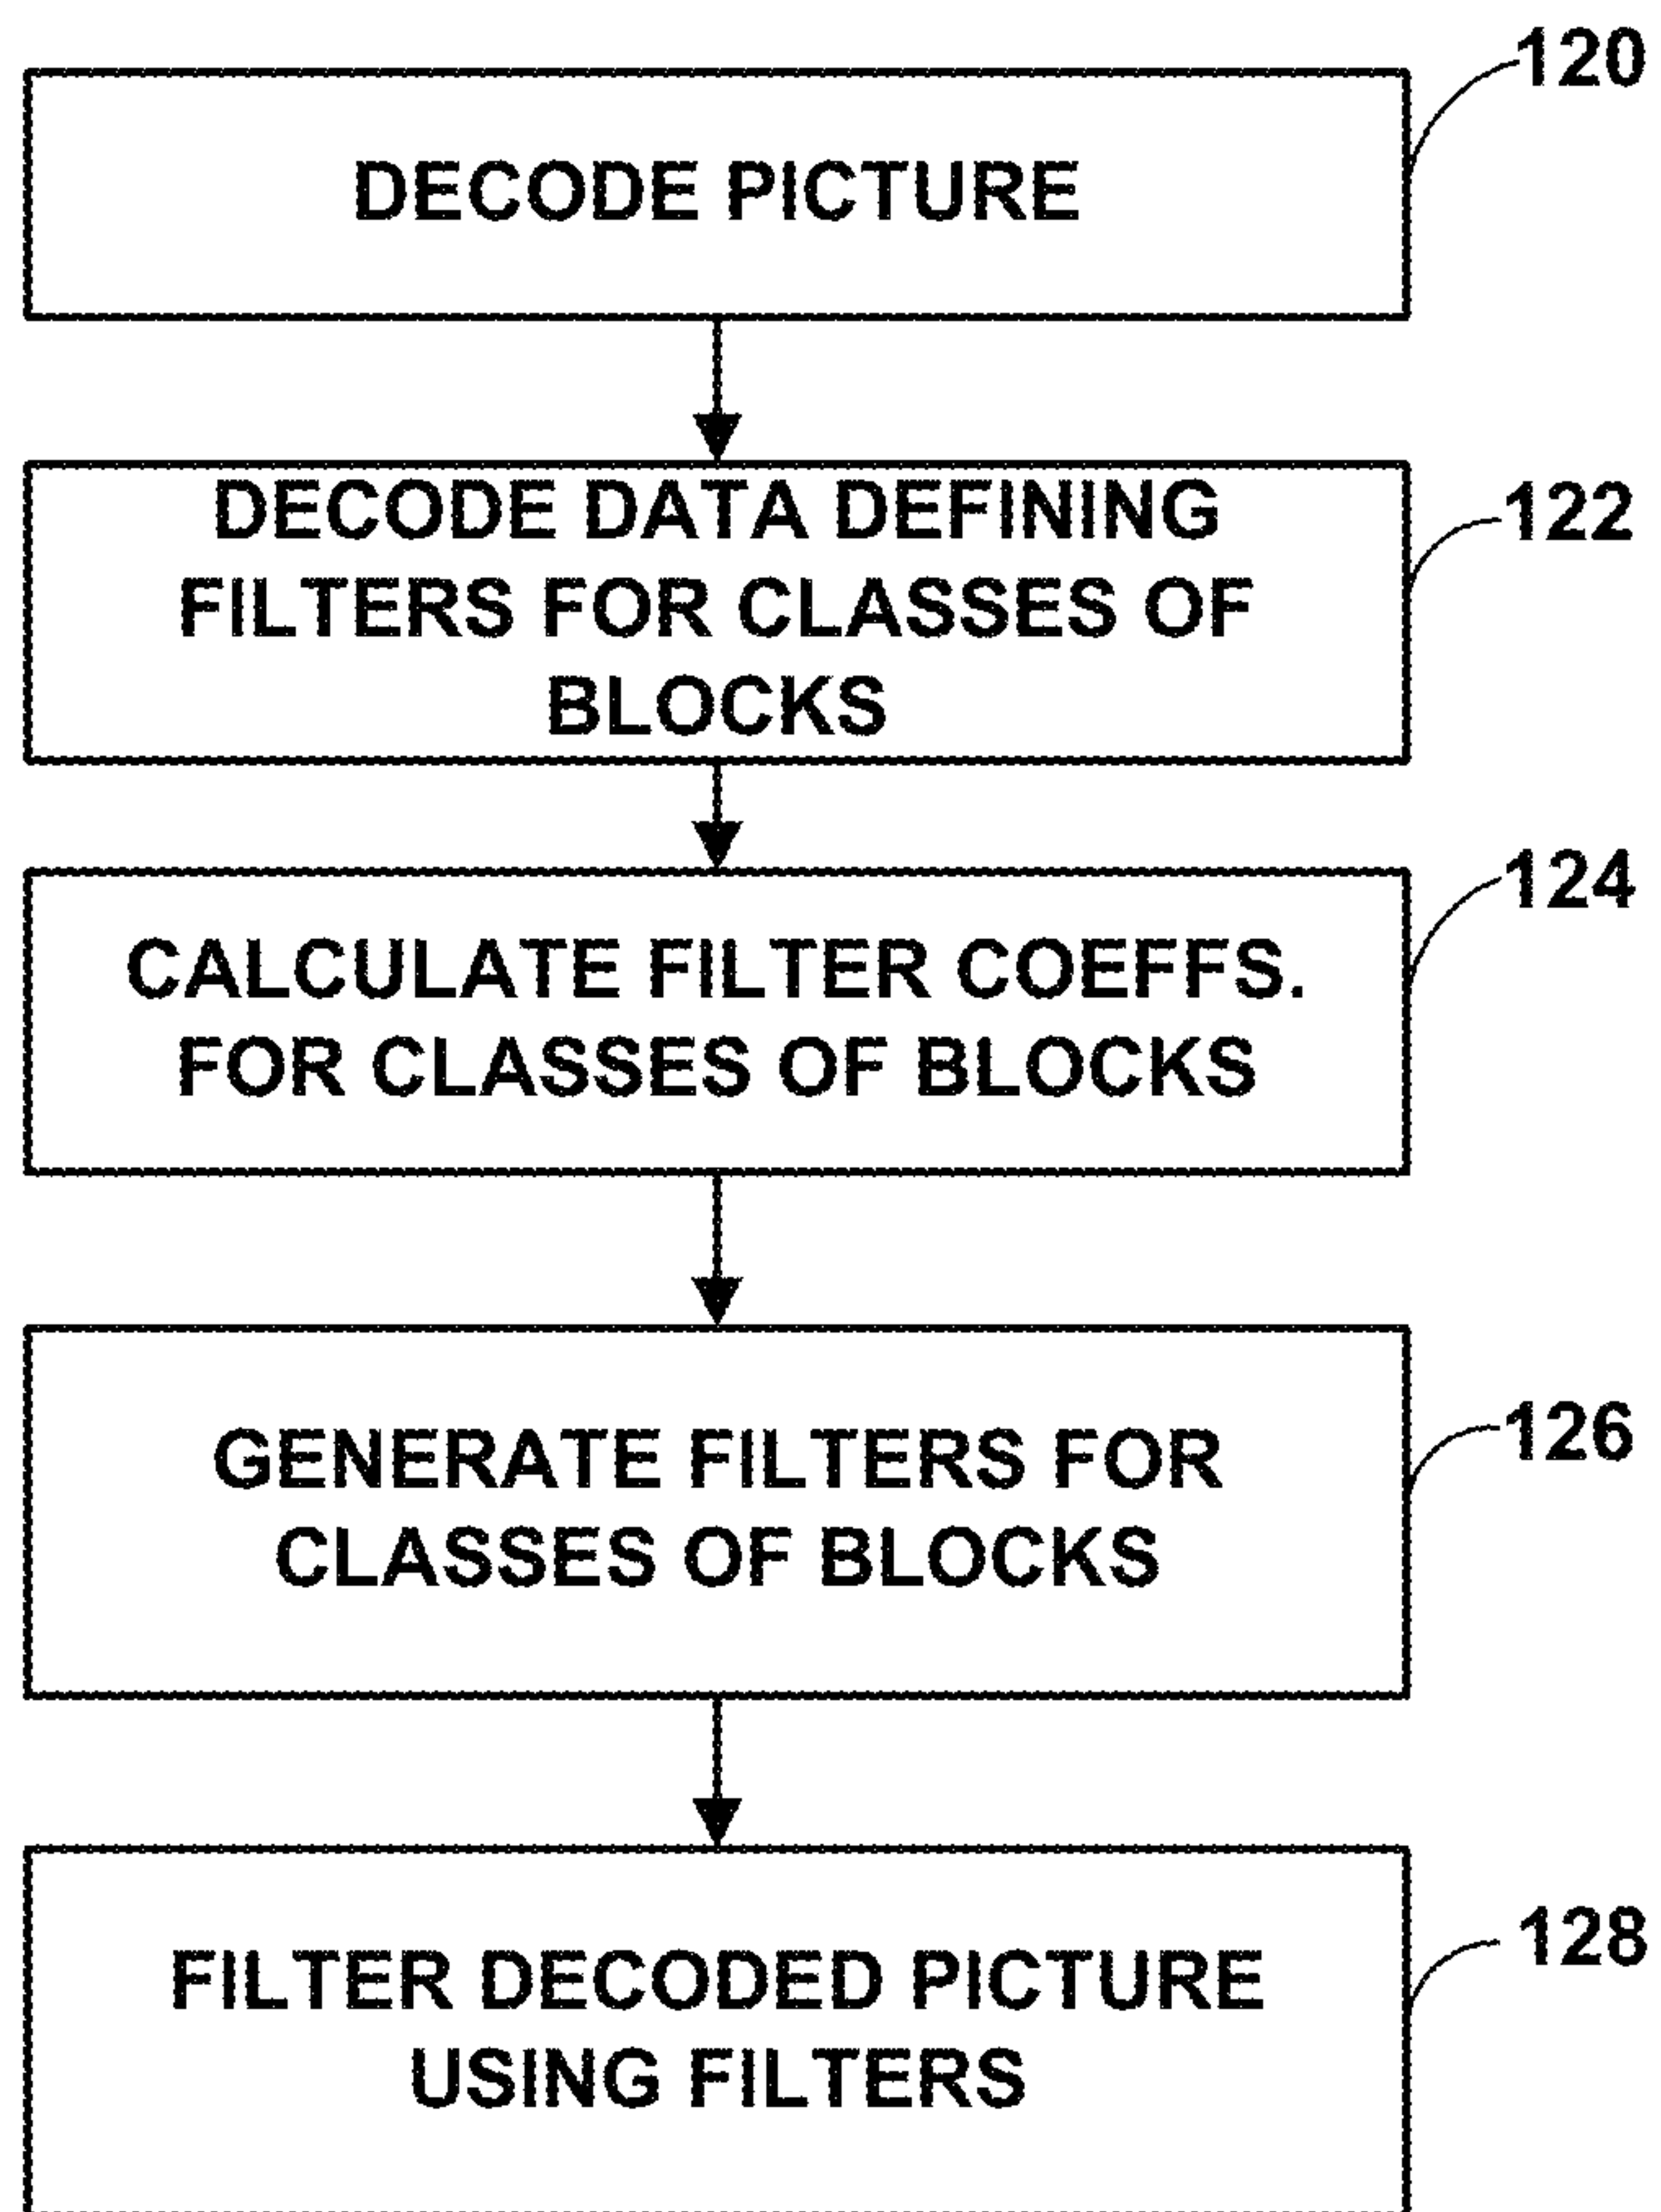 120
DECODE PICTURE
122
DECODE DATA DEFINING
FILTERS FOR CLASSES OF
BLOCKS
124
CALCULATE FILTER COEFFS.
FOR CLASSES OF BLOCKS
126
GENERATE FILTERS FOR
CLASSES OF BLOCKS
128
FILTER DECODED PICTURE
USING FILTERS